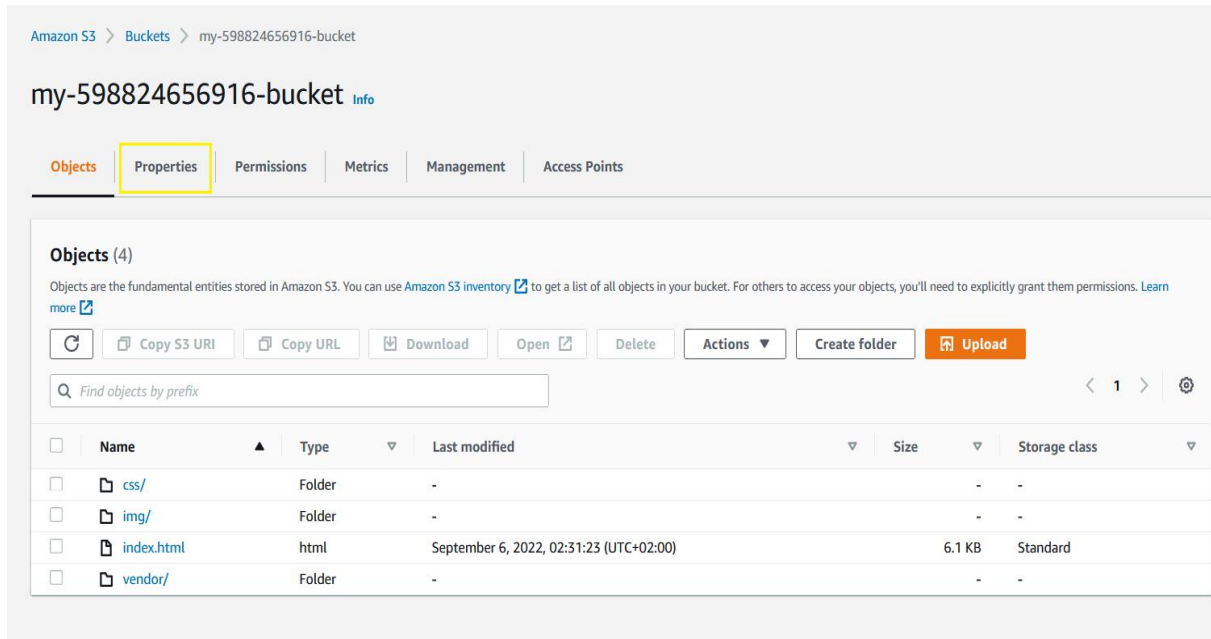 Amazon S3 > Buckets > my-598824656916-bucket
my-598824656916-bucket Info
Objects Properties Permissions Metrics Management Access Points
Objects (4)
Objects are the fundamental entities stored in Amazon S3. You can use Amazon S3 inventory to get a list of all objects in your bucket. For others to access your objects, you'll need to explicitly grant them permissions. Learn
more
Copy S3 URI Copy URL Download Open Delete Actions Create folder Upload
Find objects by prefix < 1 >
Name Type Last modified Size Storage class
css/ Folder - - -
img/ Folder - - -
index.html html September 6, 2022, 02:31:23 (UTC+02:00) 6.1 KB Standard
vendor/ Folder - - -